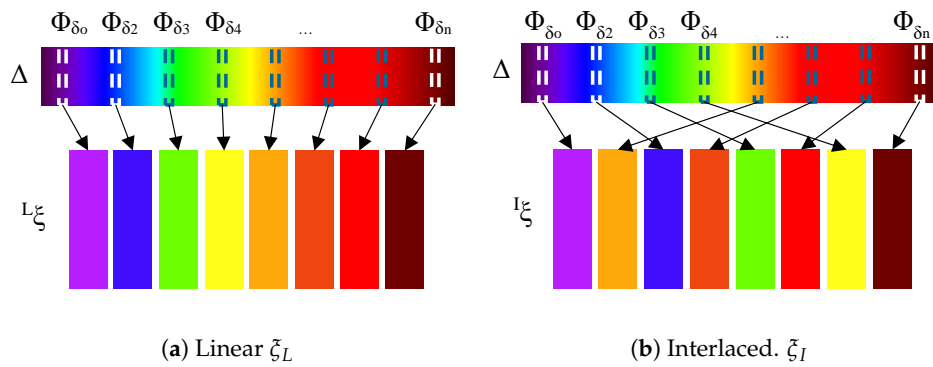 Φδo Φδ2 Φδ3 Φδ4 ... Φδn
Δ
Lξ
(a) Linear ξL
Φδo Φδ2 Φδ3 Φδ4 ... Φδn
Δ
Iξ
(b) Interlaced. ξI